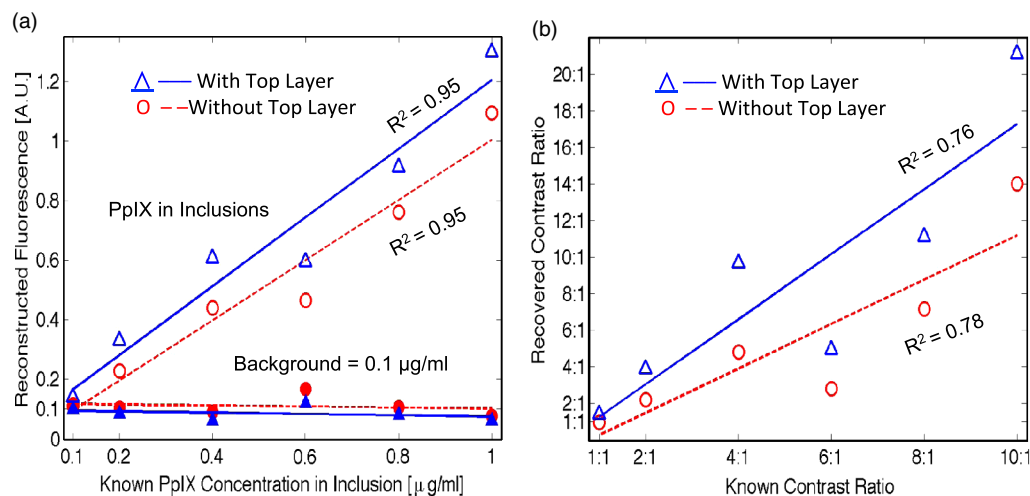 (a)
Reconstructed Fluorescence [A.U.]
1.2
1
0.8
0.6
0.4
0.2
0.1
0
With Top Layer
Without Top Layer
R² = 0.95
PpIX in Inclusions
R² = 0.95
Background = 0.1 µg/ml
0.1 0.2 0.4 0.6 0.8 1
Known PpIX Concentration in Inclusion [µg/ml]
(b)
Recovered Contrast Ratio
20:1
18:1
16:1
14:1
12:1
10:1
8:1
6:1
4:1
2:1
1:1
With Top Layer
Without Top Layer
R² = 0.76
R² = 0.78
1:1 2:1 4:1 6:1 8:1 10:1
Known Contrast Ratio